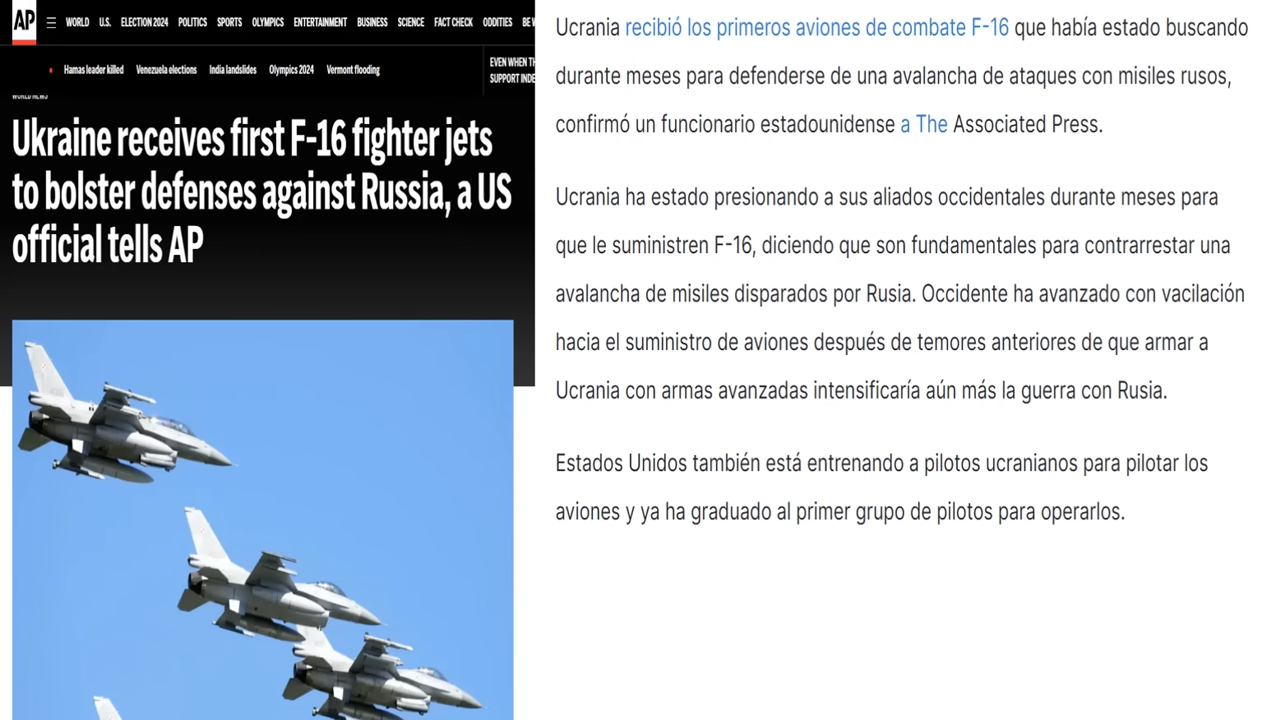 AP
WORLD U.S. ELECTION 2024 POLITICS SPORTS OLYMPICS ENTERTAINMENT BUSINESS SCIENCE FACT CHECK ODDITIES BE W
Hamas leader killed Venezuela elections India landslides Olympics 2024 Vermont flooding
EVEN WHEN TH
SUPPORT INDE
WORLD NEWS
Ukraine receives first F-16 fighter jets
to bolster defenses against Russia, a US
official tells AP
Ucrania recibió los primeros aviones de combate F-16 que había estado buscando
durante meses para defenderse de una avalancha de ataques con misiles rusos,
confirmó un funcionario estadounidense a The Associated Press.
Ucrania ha estado presionando a sus aliados occidentales durante meses para
que le suministren F-16, diciendo que son fundamentales para contrarrestar una
avalancha de misiles disparados por Rusia. Occidente ha avanzado con vacilación
hacia el suministro de aviones después de temores anteriores de que armar a
Ucrania con armas avanzadas intensificaría aún más la guerra con Rusia.
Estados Unidos también está entrenando a pilotos ucranianos para pilotar los
aviones y ya ha graduado al primer grupo de pilotos para operarlos.